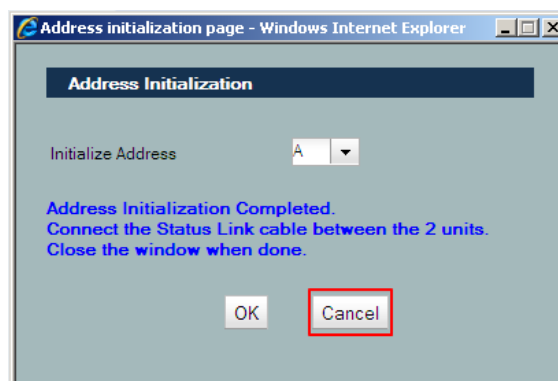 Address initialization page - Windows Internet Explorer
Address Initialization
Initialize Address A
Address Initialization Completed.
Connect the Status Link cable between the 2 units.
Close the window when done.
OK Cancel